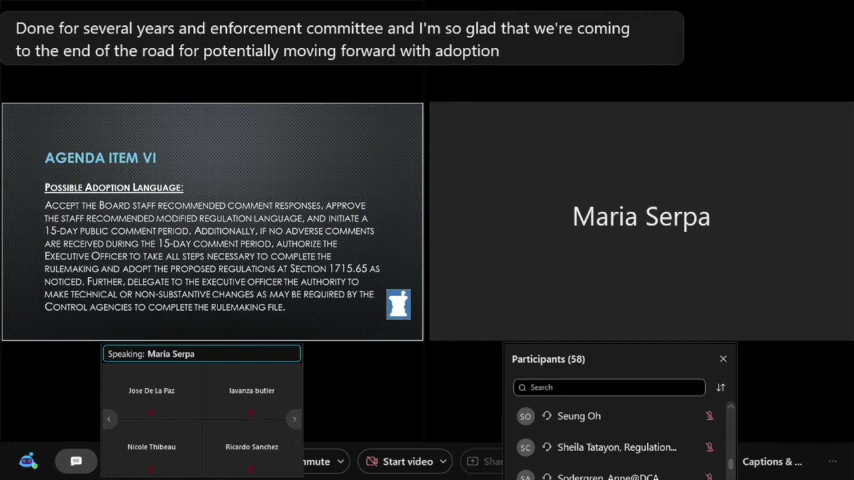 Done for several years and enforcement committee and I'm so glad that we're coming
to the end of the road for potentially moving forward with adoption
AGENDA ITEM VI
POSSIBLE ADOPTION LANGUAGE:
ACCEPT THE BOARD STAFF RECOMMENDED COMMENT RESPONSES, APPROVE
THE STAFF RECOMMENDED MODIFIED REGULATION LANGUAGE, AND INITIATE A
15-DAY PUBLIC COMMENT PERIOD. ADDITIONALLY, IF NO ADVERSE COMMENTS
ARE RECEIVED DURING THE 15-DAY COMMENT PERIOD, AUTHORIZE THE
EXECUTIVE OFFICER TO TAKE ALL STEPS NECESSARY TO COMPLETE THE
RULEMAKING AND ADOPT THE PROPOSED REGULATIONS AT SECTION 1715.65 AS
NOTICED. FURTHER, DELEGATE TO THE EXECUTIVE OFFICER THE AUTHORITY TO
MAKE TECHNICAL OR NON-SUBSTANTIVE CHANGES AS MAY BE REQUIRED BY THE
CONTROL AGENCIES TO COMPLETE THE RULEMAKING FILE.
Maria Serpa
Speaking: Maria Serpa
Jose De La Paz
lavanza butler
Nicole Thibeau
Ricardo Sanchez
Participants (58)
Search
SO Seung Oh
SC Sheila Tatayon, Regulation...
SA Sodergren, Anne@DCA
mute
Start video
Shar
Captions & ...